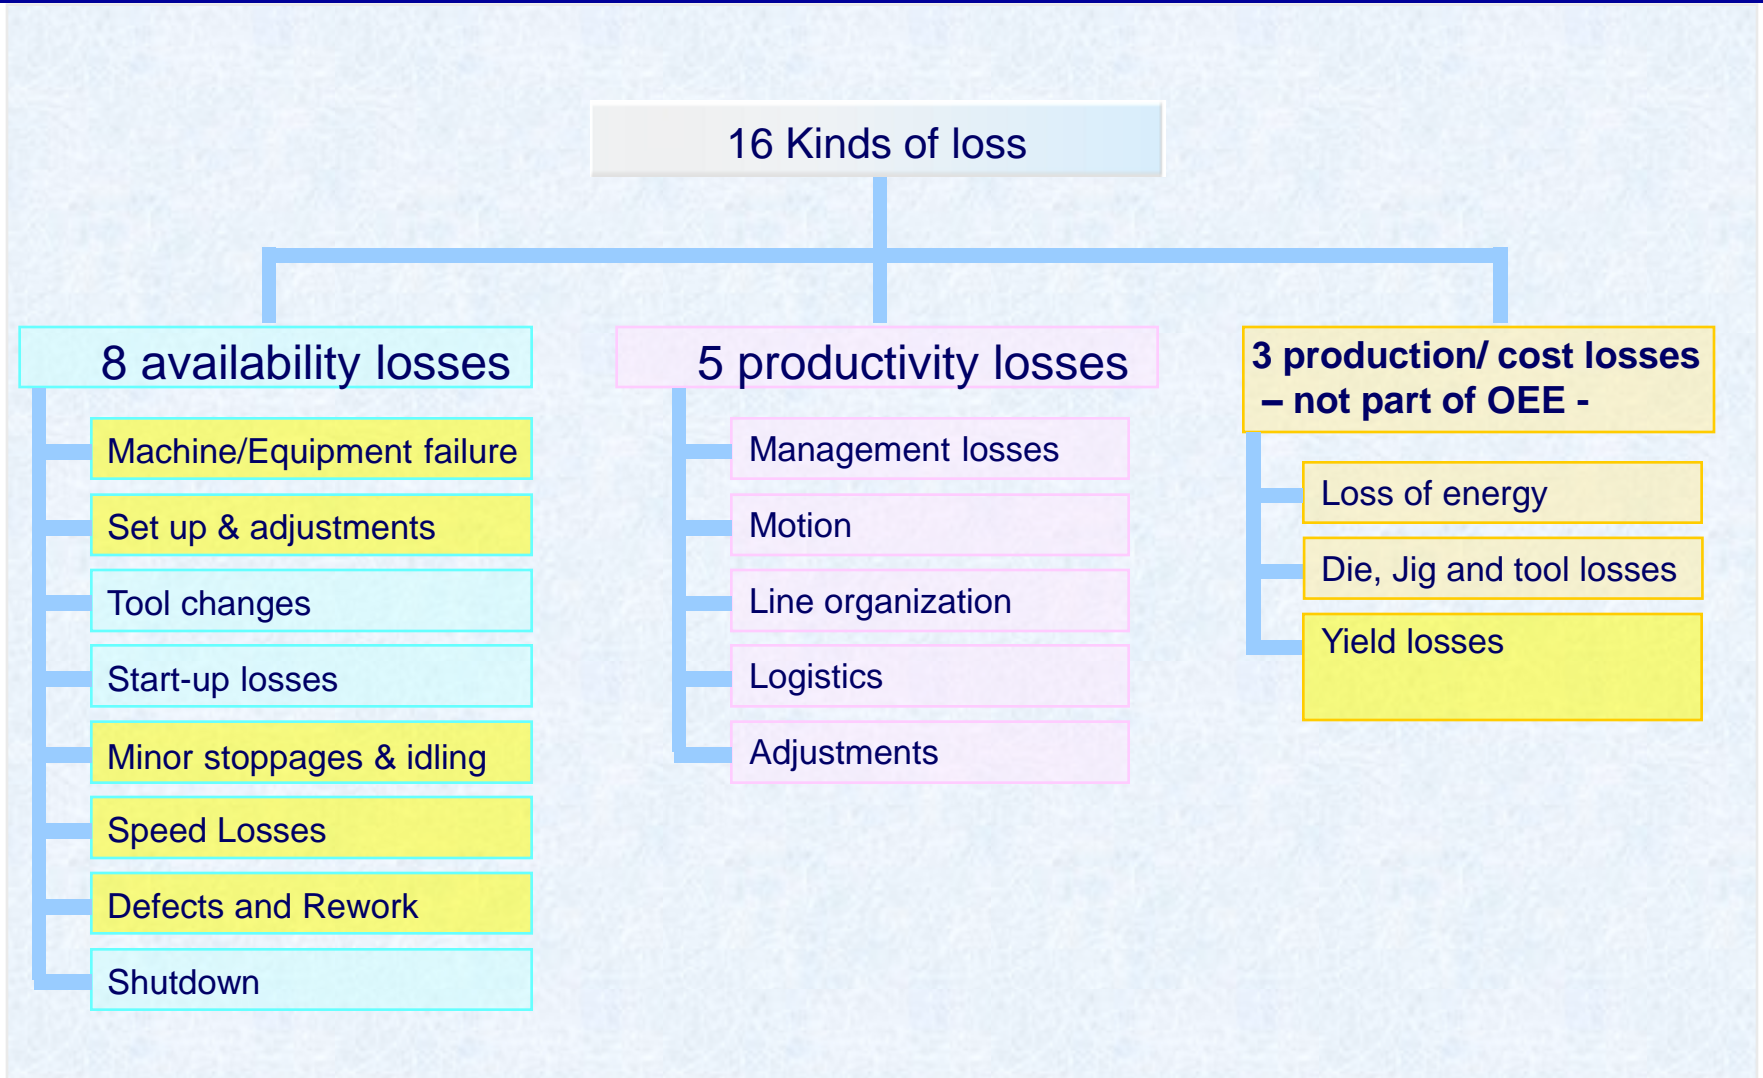 16 Kinds of loss
8 availability losses
Machine/Equipment failure
Set up & adjustments
Tool changes
Start-up losses
Minor stoppages & idling
Speed Losses
Defects and Rework
Shutdown
5 productivity losses
Management losses
Motion
Line organization
Logistics
Adjustments
3 production/ cost losses
– not part of OEE -
Loss of energy
Die, Jig and tool losses
Yield losses